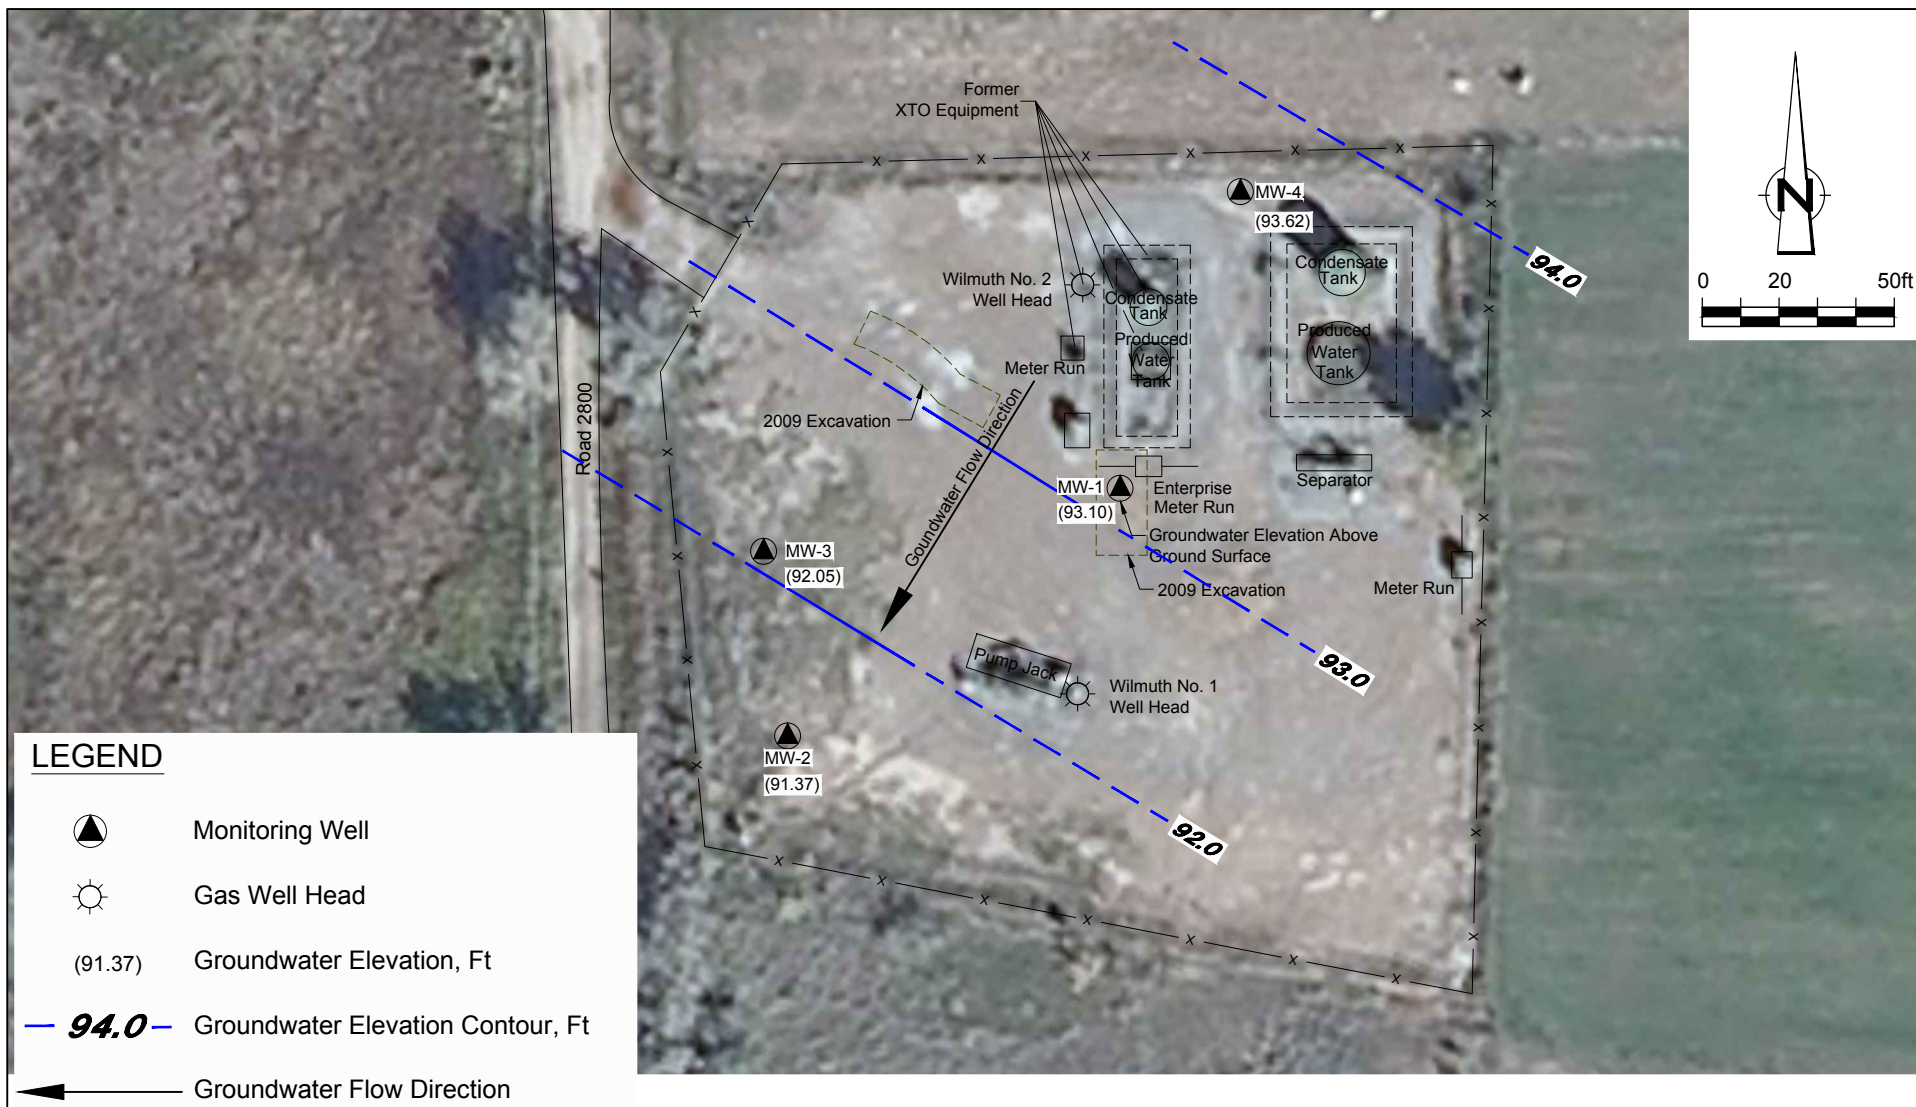 Former
XTO Equipment
MW-4
(93.62)
N
0 20 50ft
94.0
Condensate
Tank
Wilmuth No. 2
Well Head
Condensate
Tank
Produced
Water
Tank
Produced
Water
Tank
Meter Run
2009 Excavation
Goundwater Flow Direction
Road 2800
MW-1
(93.10)
Enterprise
Meter Run
Separator
Groundwater Elevation Above
Ground Surface
2009 Excavation
Meter Run
MW-3
(92.05)
93.0
Pump Jack
Wilmuth No. 1
Well Head
MW-2
(91.37)
92.0
LEGEND
Monitoring Well
Gas Well Head
(91.37) Groundwater Elevation, Ft
94.0 Groundwater Elevation Contour, Ft
Groundwater Flow Direction